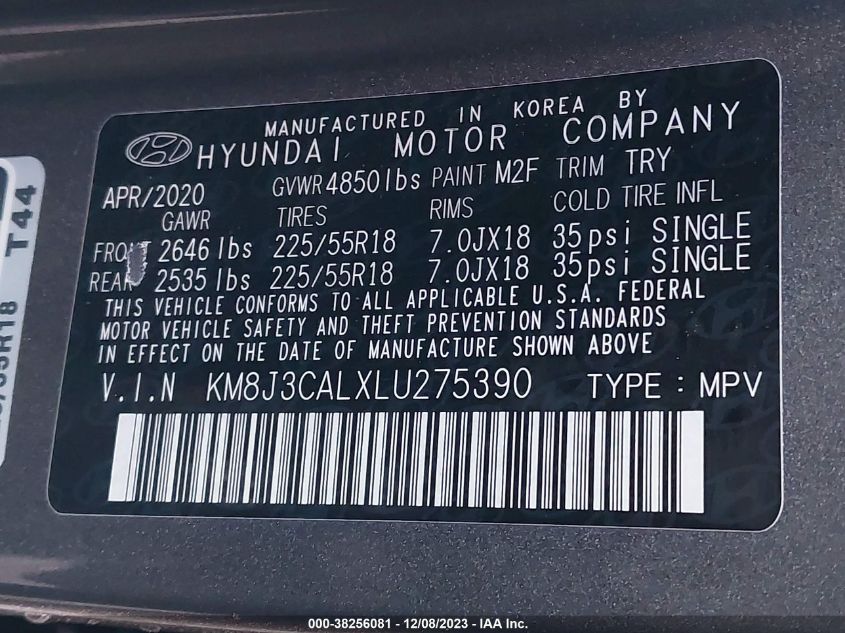 MANUFACTURED IN KOREA BY
HYUNDAI MOTOR COMPANY
APR/2020 GVWR 4850lbs PAINT M2F TRIM TRY
GAWR TIRES RIMS COLD TIRE INFL
FRONT 2646 lbs 225/55R18 7.0JX18 35psi SINGLE
REAR 2535 lbs 225/55R18 7.0JX18 35psi SINGLE
THIS VEHICLE CONFORMS TO ALL APPLICABLE U.S.A. FEDERAL
MOTOR VEHICLE SAFETY AND THEFT PREVENTION STANDARDS
IN EFFECT ON THE DATE OF MANUFACTURE SHOWN ABOVE
V.I.N KM8J3CALXLU275390 TYPE : MPV
T44
000-38256081 - 12/08/2023 - IAA Inc.